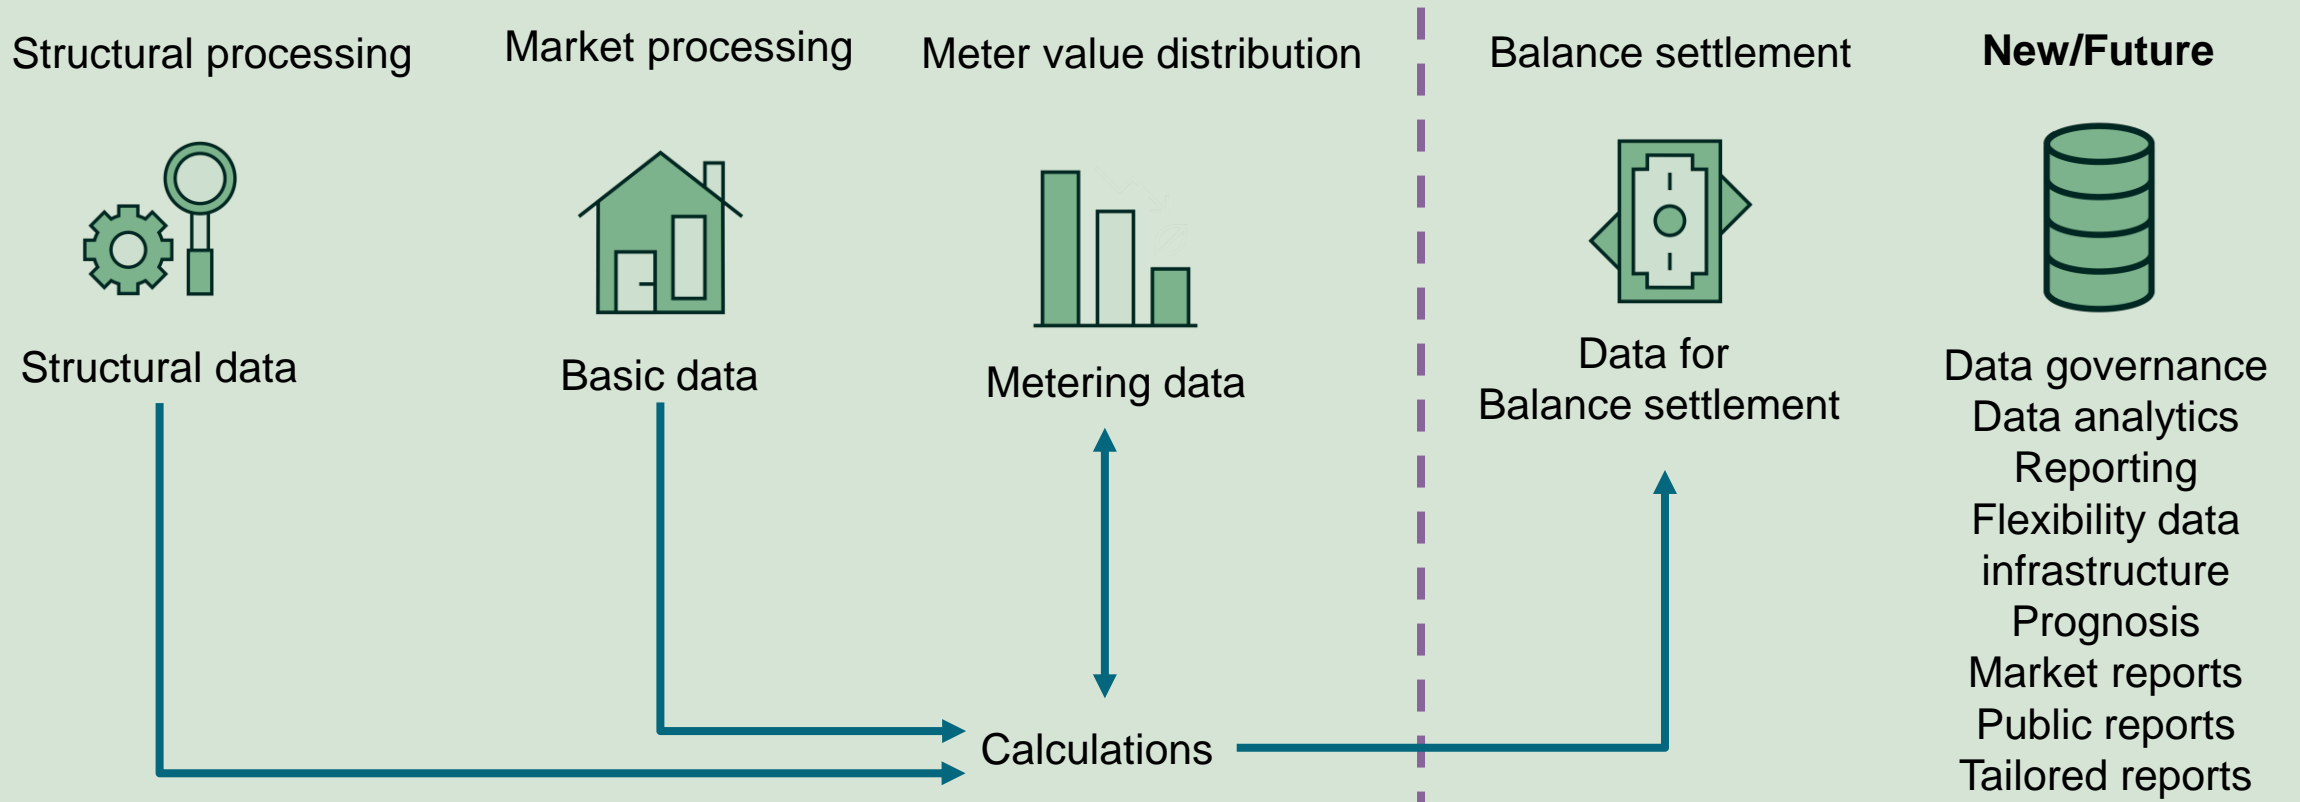 Structural processing
Market processing
Meter value distribution
Balance settlement
New/Future
Structural data
Basic data
Metering data
Data for
Balance settlement
Data governance
Data analytics
Reporting
Flexibility data
infrastructure
Prognosis
Market reports
Public reports
Tailored reports
Calculations